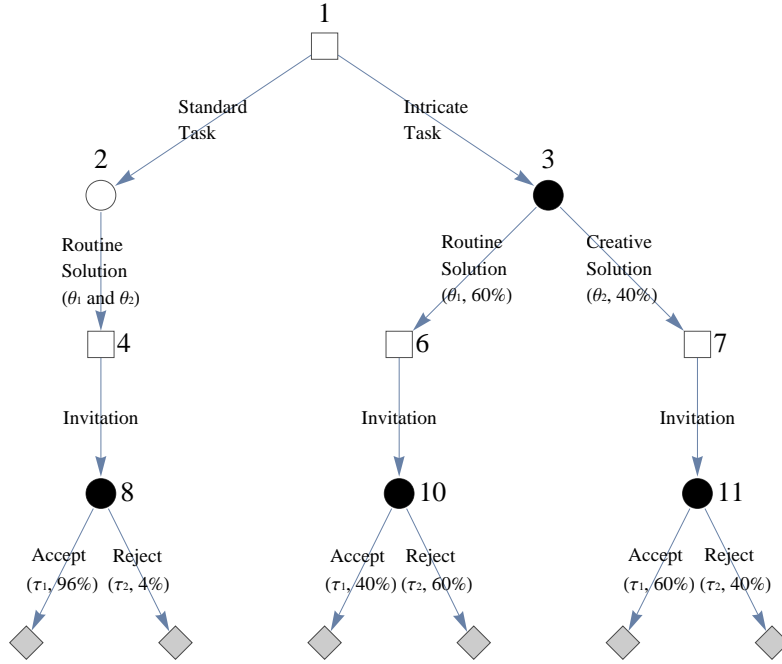 1
Standard
Task
Intricate
Task
2
3
Routine
Solution
(θ₁ and θ₂)
Routine
Solution
(θ₁, 60%)
Creative
Solution
(θ₂, 40%)
4
6
7
Invitation
Invitation
Invitation
8
10
11
Accept
(τ₁, 96%)
Reject
(τ₂, 4%)
Accept
(τ₁, 40%)
Reject
(τ₂, 60%)
Accept
(τ₁, 60%)
Reject
(τ₂, 40%)